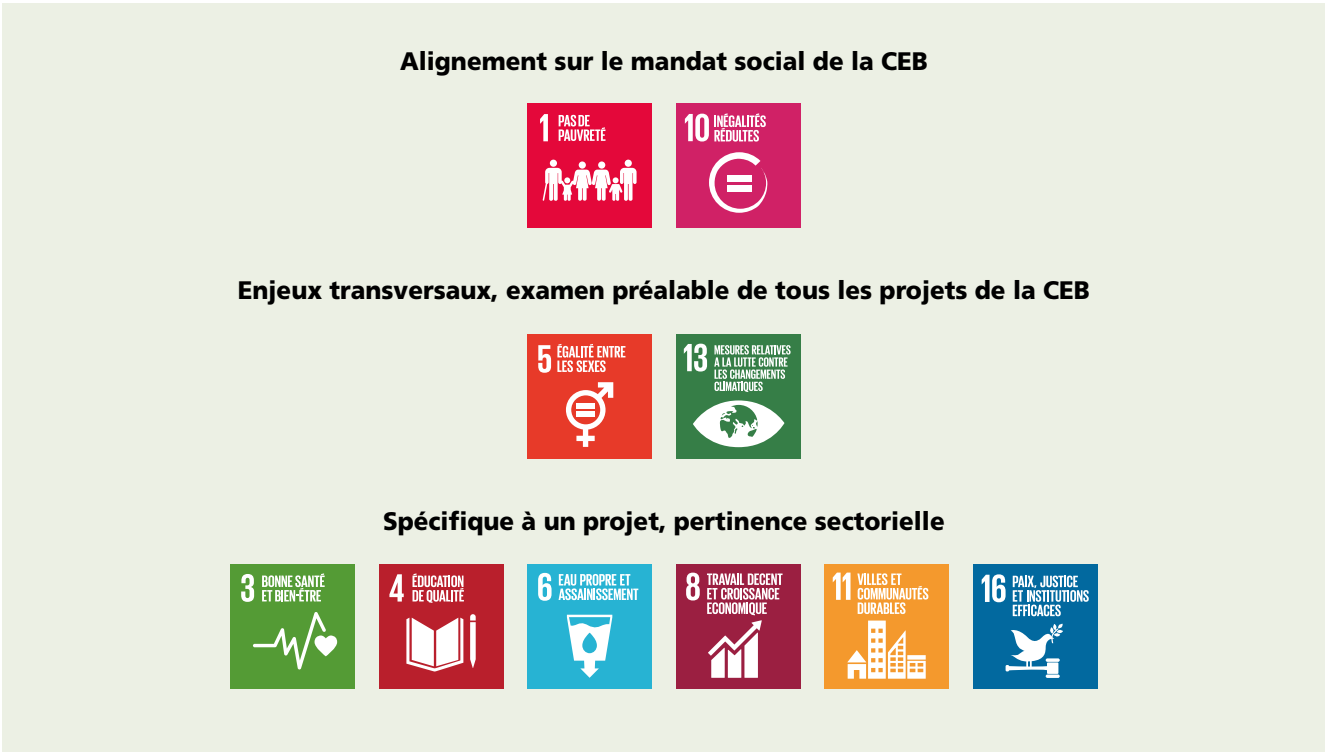 Alignement sur le mandat social de la CEB
1 PAS DE
PAUVRETÉ
10 INÉGALITÉS
RÉDULTES
Enjeux transversaux, examen préalable de tous les projets de la CEB
5 ÉGALITÉ ENTRE
LES SEXES
13 MESURES RELATIVES
A LA LUTTE CONTRE
LES CHANGEMENTS
CLIMATIQUES
Spécifique à un projet, pertinence sectorielle
3 BONNE SANTÉ
ET BIEN-ÊTRE
4 ÉDUCATION
DE QUALITÉ
6 EAU PROPRE ET
ASSAINISSEMENT
8 TRAVAIL DECENT
ET CROISSANCE
ECONOMIQUE
11 VILLES ET
COMMUNAUTÉS
DURABLES
16 PAIX, JUSTICE
ET INSTITUTIONS
EFFICACES